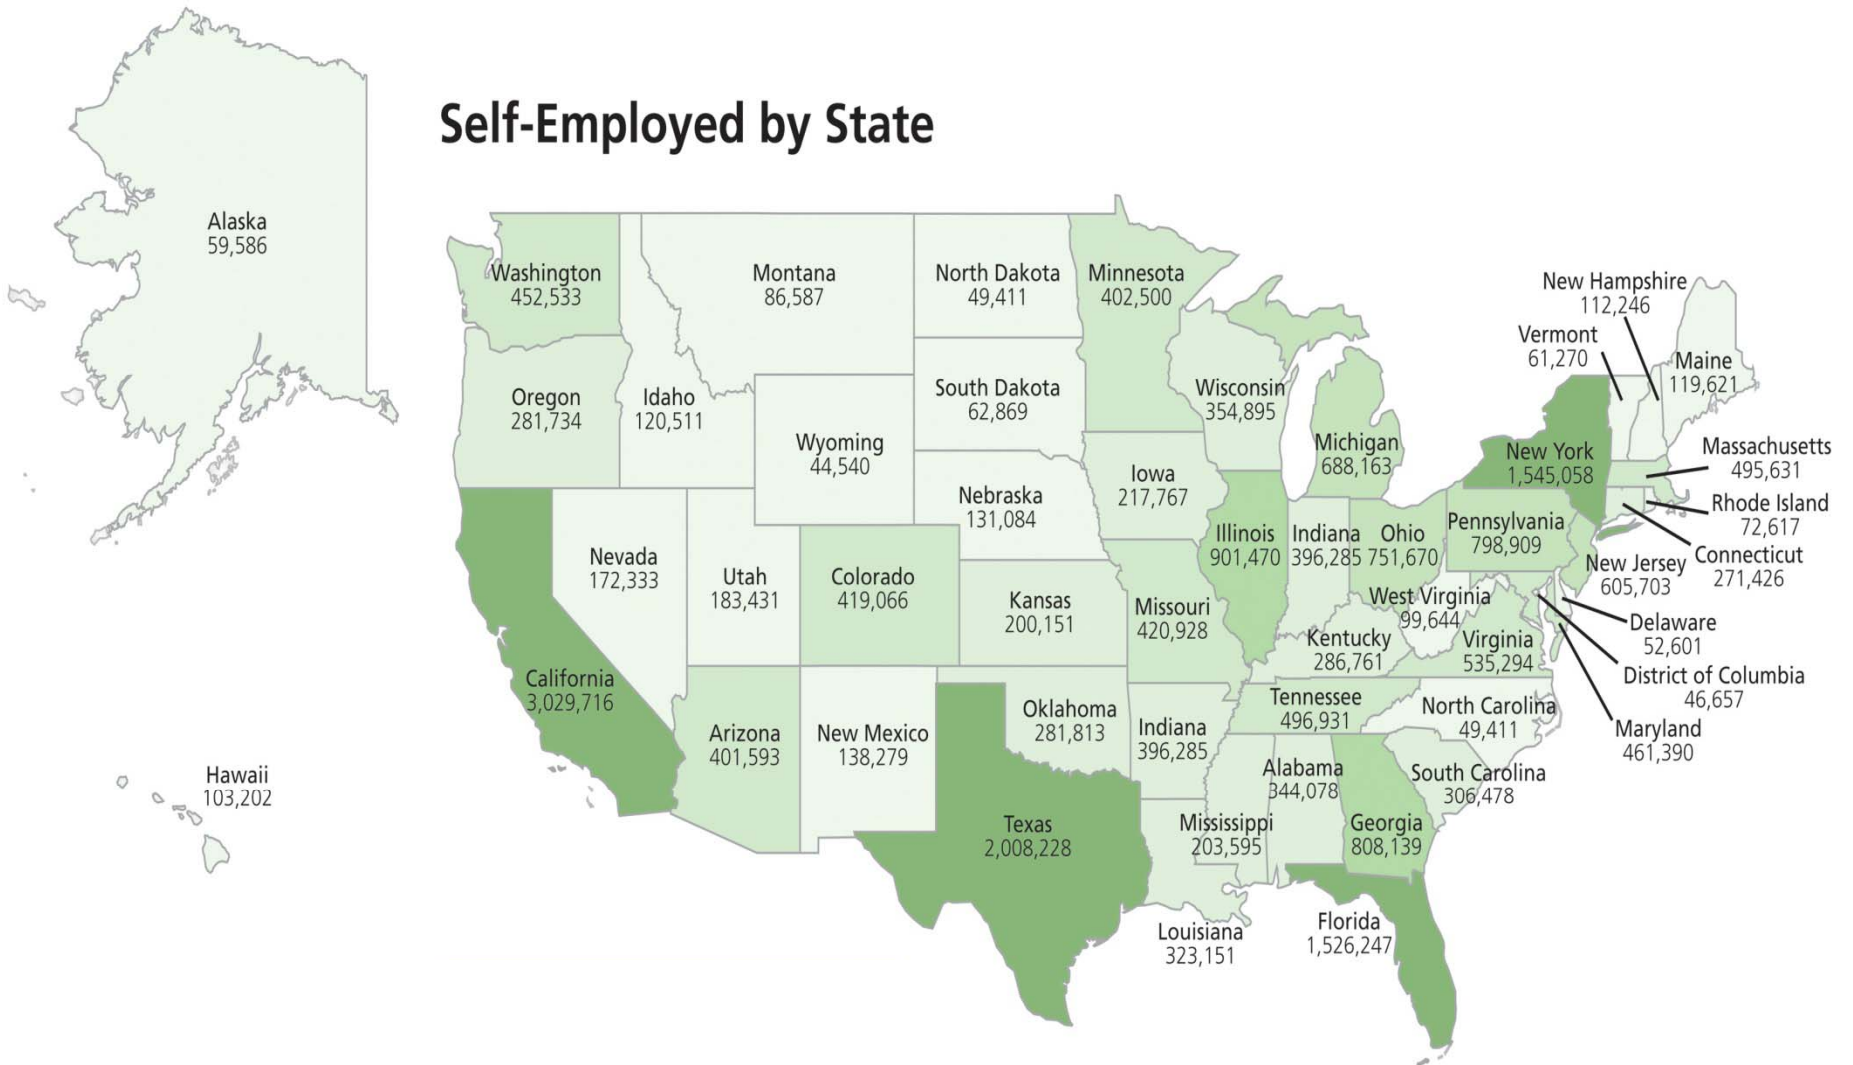 Self-Employed by State
Alaska
59,586
Hawaii
103,202
Washington
452,533
Oregon
281,734
California
3,029,716
Idaho
120,511
Nevada
172,333
Montana
86,587
Wyoming
44,540
Utah
183,431
Arizona
401,593
Colorado
419,066
New Mexico
138,279
North Dakota
49,411
South Dakota
62,869
Nebraska
131,084
Kansas
200,151
Oklahoma
281,813
Texas
2,008,228
Minnesota
402,500
Iowa
217,767
Missouri
420,928
Indiana
396,285
Louisiana
323,151
Wisconsin
354,895
Illinois
901,470
Michigan
688,163
Indiana
396,285
Ohio
751,670
Kentucky
286,761
Tennessee
496,931
Mississippi
203,595
Alabama
344,078
Georgia
808,139
Florida
1,526,247
South Carolina
306,478
North Carolina
49,411
Virginia
535,294
West Virginia
99,644
Pennsylvania
798,909
New York
1,545,058
Vermont
61,270
New Hampshire
112,246
Maine
119,621
Massachusetts
495,631
Rhode Island
72,617
Connecticut
271,426
New Jersey
605,703
Delaware
52,601
District of Columbia
46,657
Maryland
461,390